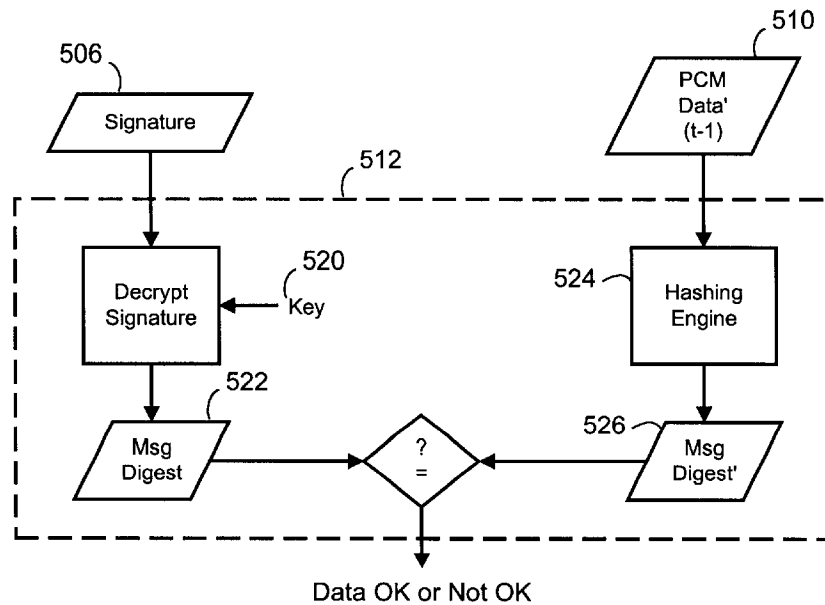 506
Signature
510
PCM
Data'
(t-1)
512
Decrypt
Signature
520
Key
524
Hashing
Engine
522
Msg
Digest
?
=
526
Msg
Digest'
Data OK or Not OK